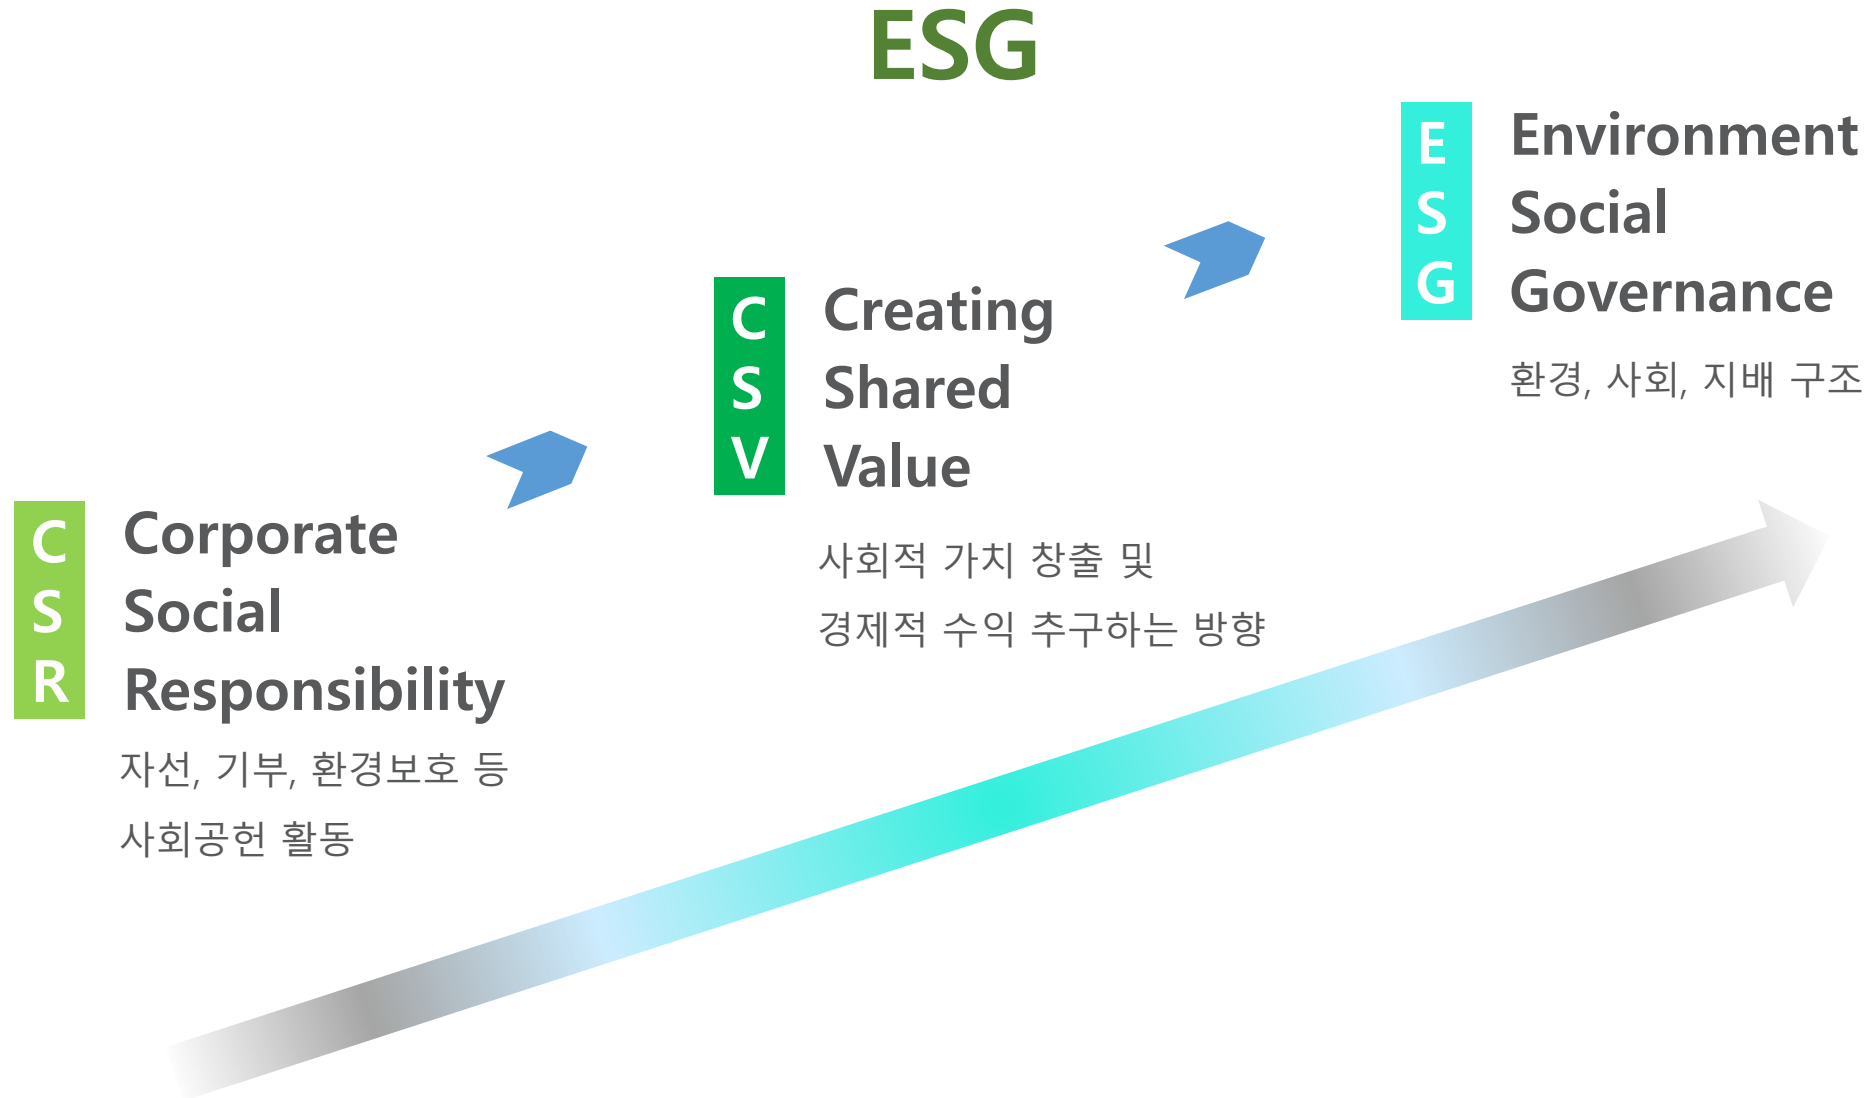 ESG
C
S
R
Corporate
Social
Responsibility
자선, 기부, 환경보호 등
사회공헌 활동
C
S
V
Creating
Shared
Value
사회적 가치 창출 및
경제적 수익 추구하는 방향
E
S
G
Environment
Social
Governance
환경, 사회, 지배 구조